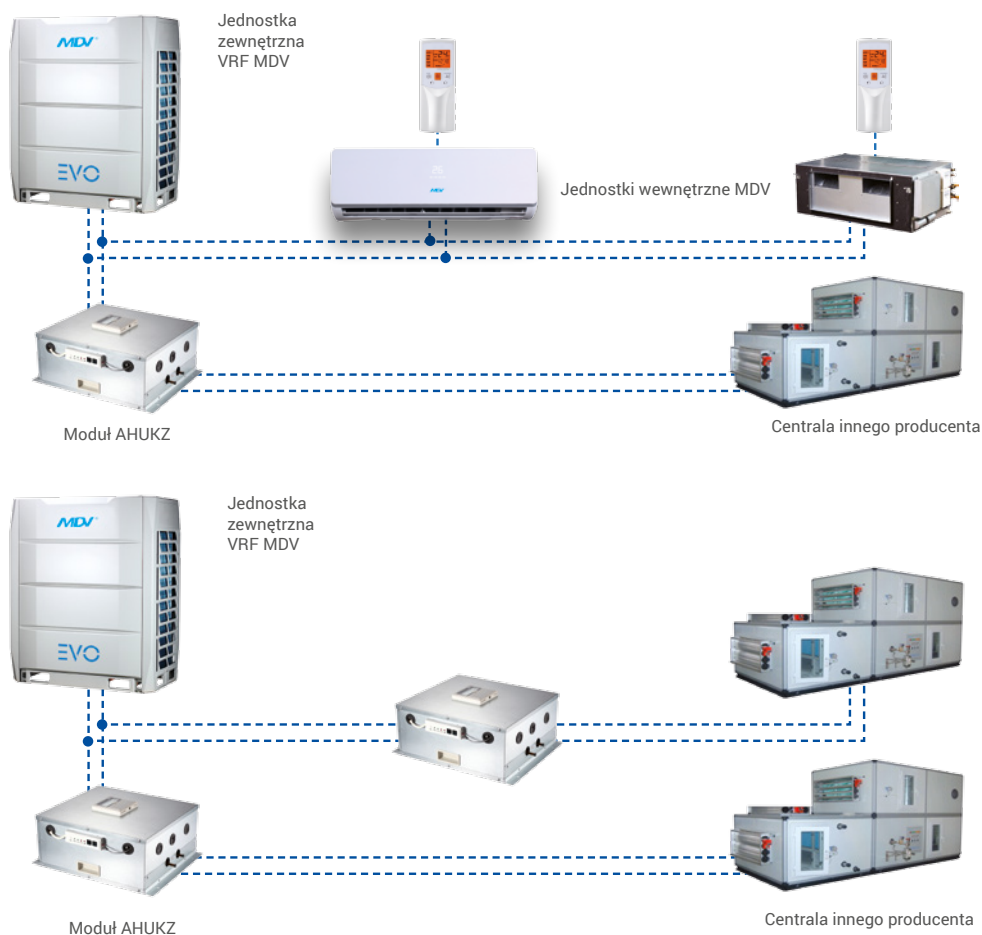 MDV
EVO
Jednostka
zewnętrzna
VRF MDV
MDV
Jednostki wewnętrzne MDV
Moduł AHUKZ
Centrala innego producenta
MDV
EVO
Jednostka
zewnętrzna
VRF MDV
Moduł AHUKZ
Centrala innego producenta